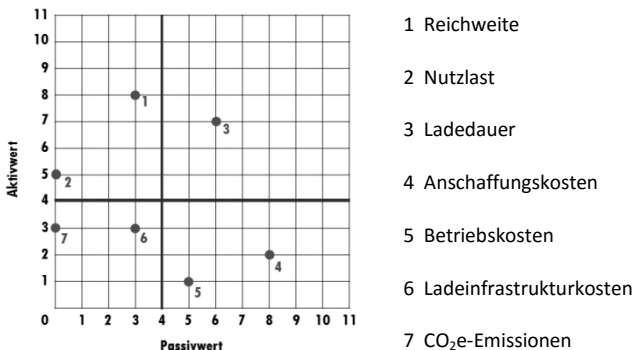 11
10
9
8
7
6
5
4
3
2
1
Aktivwert
1
2
3
4
5
6
7
0 1 2 3 4 5 6 7 8 9 10 11
Passivwert
1 Reichweite
2 Nutzlast
3 Ladedauer
4 Anschaffungskosten
5 Betriebskosten
6 Ladeinfrastrukturkosten
7 CO₂e-Emissionen